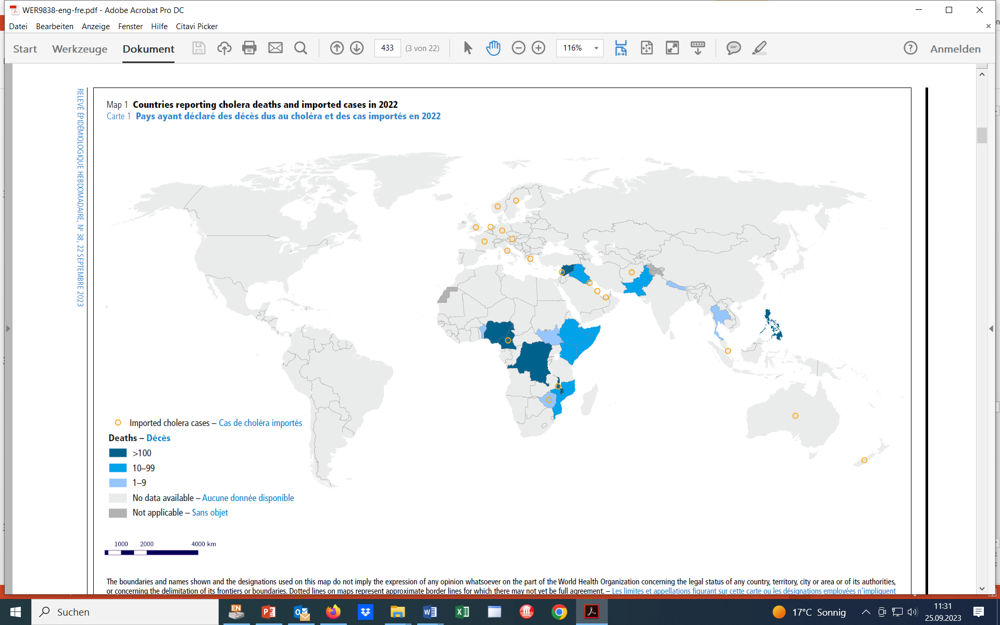 WER9838-eng-fre.pdf - Adobe Acrobat Pro DC
Datei Bearbeiten Anzeige Fenster Hilfe Citavi Picker
Start Werkzeuge Dokument 433 (3 von 22) 116% Anmelden
RELEVÉ ÉPIDÉMIOLOGIQUE HEBDOMADAIRE, Nº 38, 22 SEPTEMBRE 2023
Map 1 Countries reporting cholera deaths and imported cases in 2022
Carte 1 Pays ayant déclaré des décès dus au choléra et des cas importés en 2022
Imported cholera cases – Cas de choléra importés
Deaths – Décès
>100
10–99
1–9
No data available – Aucune donnée disponible
Not applicable – Sans objet
1000 2000 4000 km
The boundaries and names shown and the designations used on this map do not imply the expression of any opinion whatsoever on the part of the World Health Organization concerning the legal status of any country, territory, city or area or of its authorities,
or concerning the delimitation of its frontiers or boundaries. Dotted lines on maps represent approximate border lines for which there may not yet be full agreement. – Les limites et appellations figurant sur cette carte ou les désignations employées n'impliquent
Suchen EN 17°C Sonnig 11:31
25.09.2023